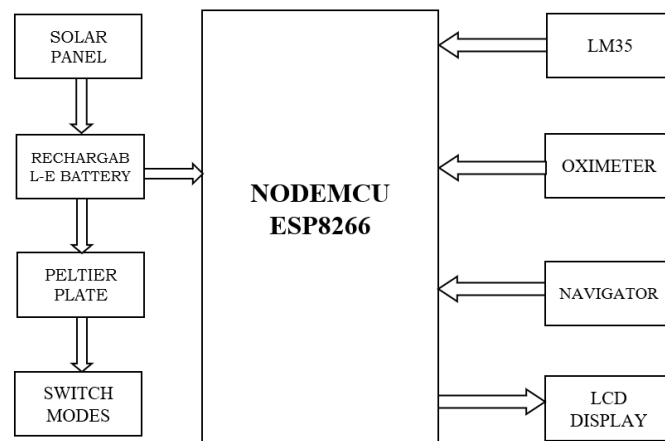 SOLAR
PANEL
RECHARGAB
L-E BATTERY
PELTIER
PLATE
SWITCH
MODES
NODEMCU
ESP8266
LM35
OXIMETER
NAVIGATOR
LCD
DISPLAY